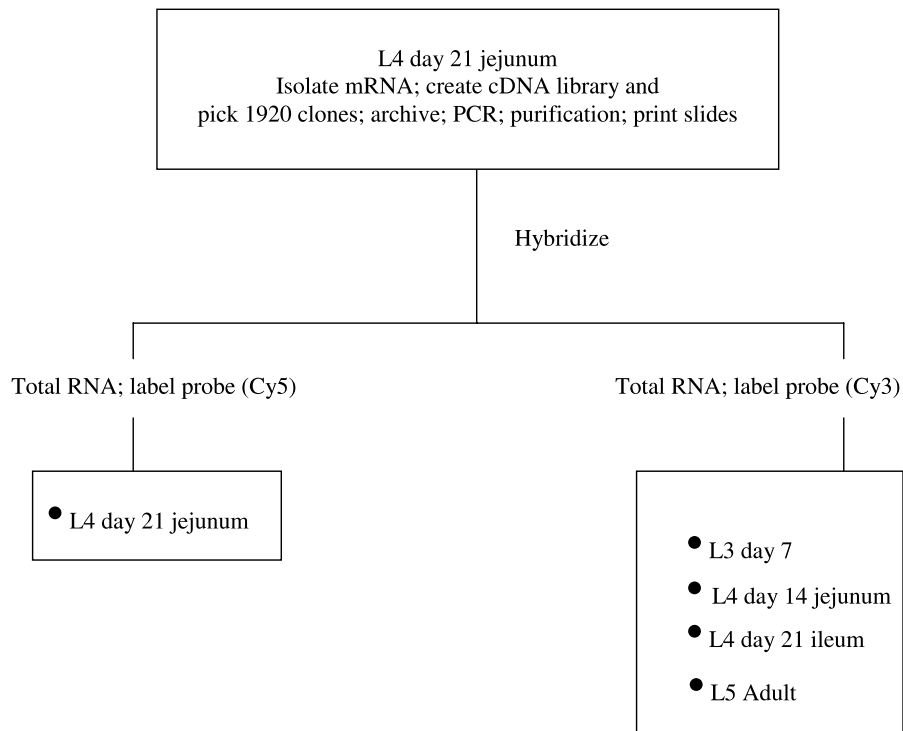 L4 day 21 jejunum
Isolate mRNA; create cDNA library and
pick 1920 clones; archive; PCR; purification; print slides
Hybridize
Total RNA; label probe (Cy5)
Total RNA; label probe (Cy3)
• L4 day 21 jejunum
• L3 day 7
• L4 day 14 jejunum
• L4 day 21 ileum
• L5 Adult